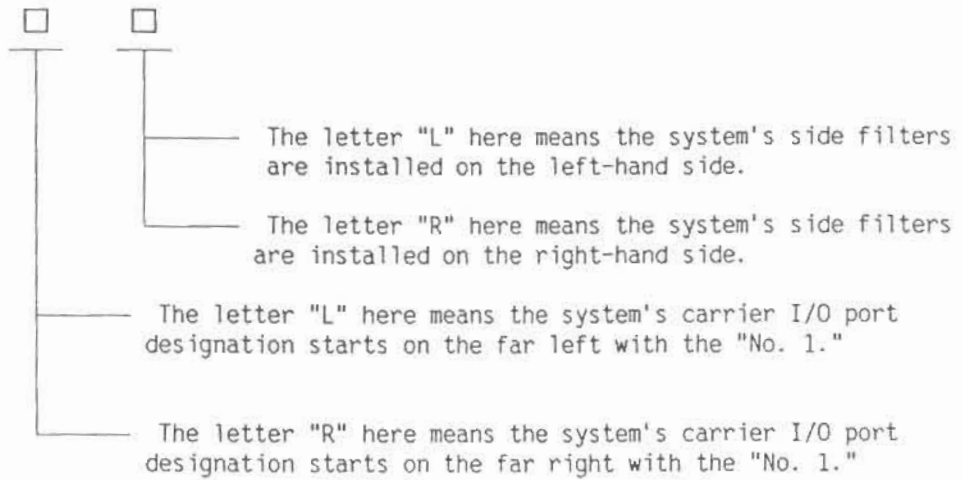 The letter "L" here means the system's side filters
are installed on the left-hand side.
The letter "R" here means the system's side filters
are installed on the right-hand side.
The letter "L" here means the system's carrier I/O port
designation starts on the far left with the "No. 1."
The letter "R" here means the system's carrier I/O port
designation starts on the far right with the "No. 1."